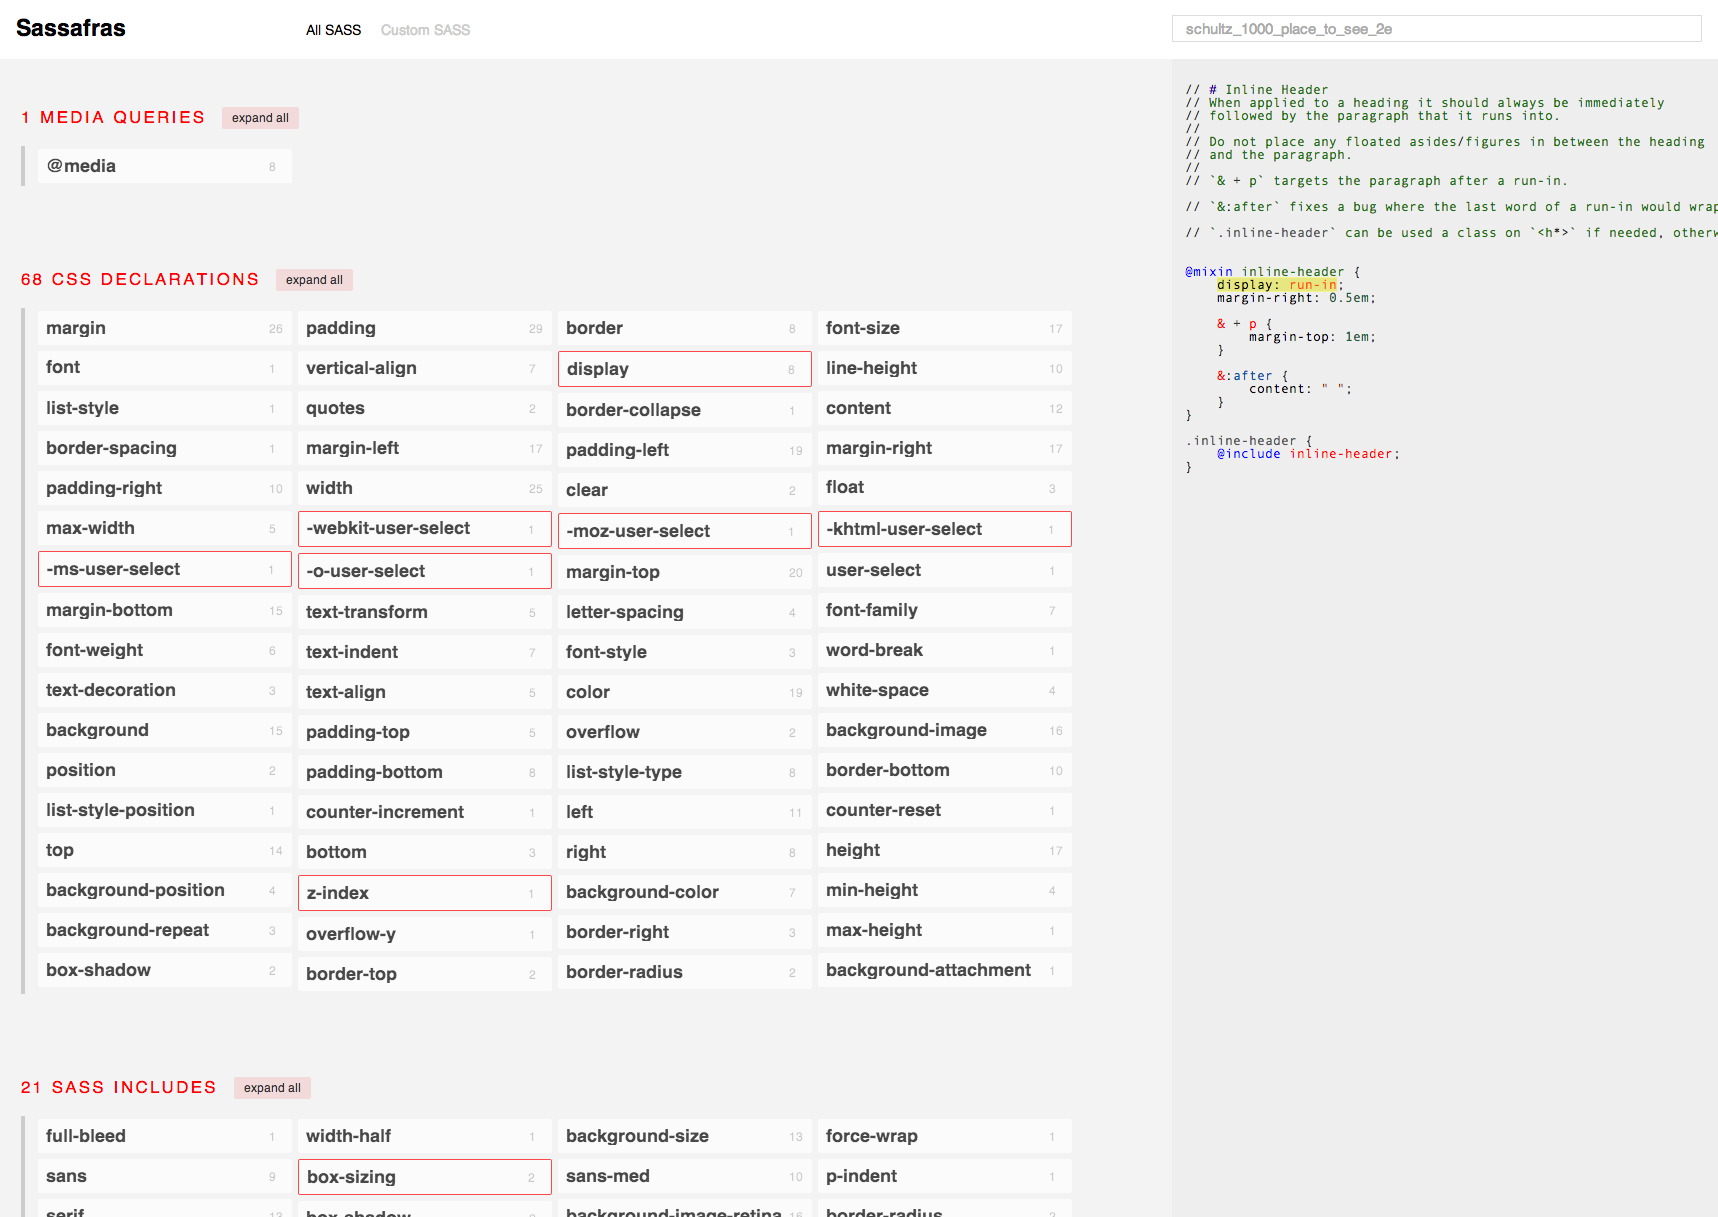 Sassafras
All SASS Custom SASS
schultz_1000_place_to_see_2e
1 MEDIA QUERIES expand all
@media 8
68 CSS DECLARATIONS expand all
margin 26 padding 29 border 8 font-size 17
font 1 vertical-align 7 display 8 line-height 10
list-style 1 quotes 2 border-collapse 1 content 12
border-spacing 1 margin-left 17 padding-left 19 margin-right 17
padding-right 10 width 25 clear 2 float 3
max-width 5 -webkit-user-select 1 -moz-user-select 1 -khtml-user-select 1
-ms-user-select 1 -o-user-select 1 margin-top 20 user-select 1
margin-bottom 15 text-transform 5 letter-spacing 4 font-family 7
font-weight 6 text-indent 7 font-style 3 word-break 1
text-decoration 3 text-align 5 color 19 white-space 4
background 15 padding-top 5 overflow 2 background-image 16
position 2 padding-bottom 8 list-style-type 8 border-bottom 10
list-style-position 1 counter-increment 1 left 11 counter-reset 1
top 14 bottom 3 right 8 height 17
background-position 4 z-index 1 background-color 7 min-height 4
background-repeat 3 overflow-y 1 border-right 3 max-height 1
box-shadow 2 border-top 2 border-radius 2 background-attachment 1
21 SASS INCLUDES expand all
full-bleed 1 width-half 1 background-size 13 force-wrap 1
sans 9 box-sizing 2 sans-med 10 p-indent 1
serif 13 box-shadow background-image-retina 16 border-radius 2
// # Inline Header
// When applied to a heading it should always be immediately
// followed by the paragraph that it runs into.
//
// Do not place any floated asides/figures in between the heading
// and the paragraph.
//
// `& + p` targets the paragraph after a run-in.
// `&:after` fixes a bug where the last word of a run-in would wrap
// `.inline-header` can be used a class on `<h*>` if needed, otherw
@mixin inline-header {
display: run-in;
margin-right: 0.5em;
& + p {
margin-top: 1em;
}
&:after {
content: " ";
}
}
.inline-header {
@include inline-header;
}